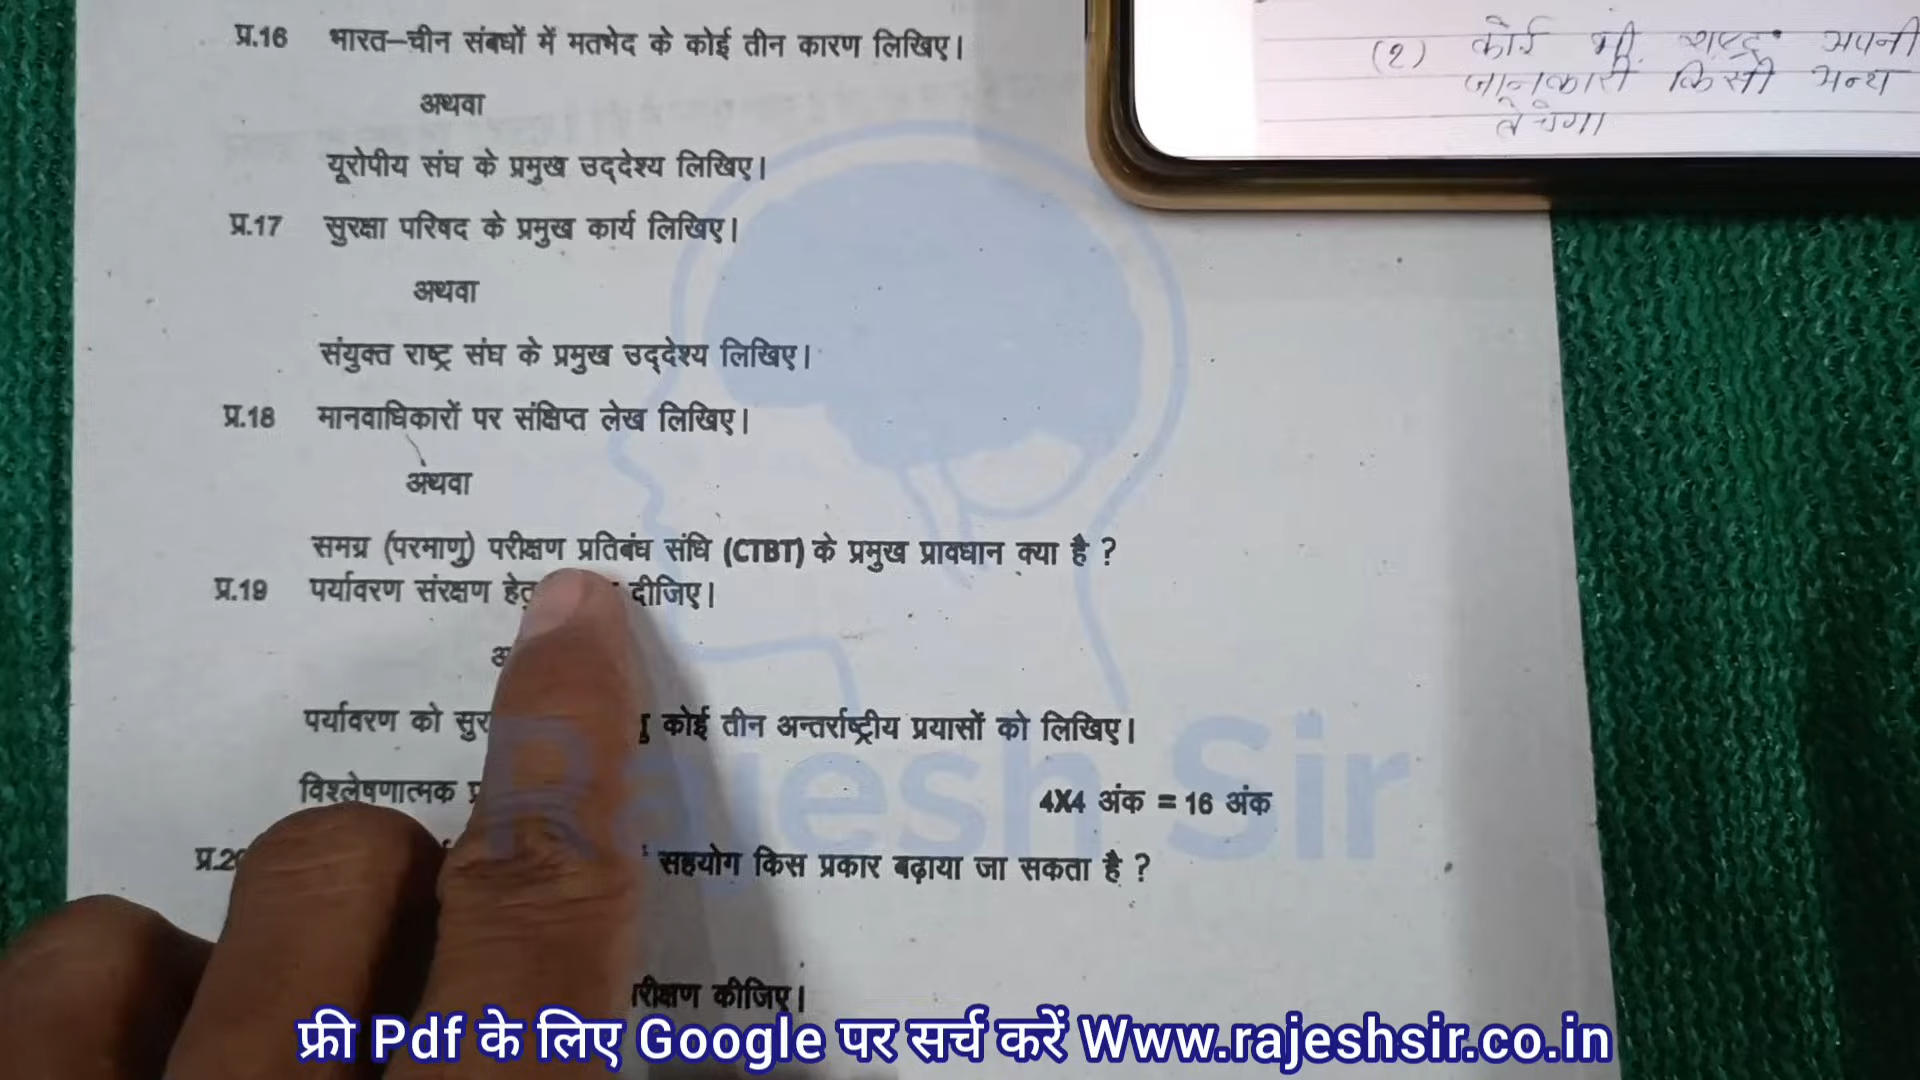 प्र.16 भारत–चीन संबधों में मतभेद के कोई तीन कारण लिखिए।
(2) कोई भी राष्ट्र अपनी
जानकारी किसी अन्य
बेचेगा
अथवा
यूरोपीय संघ के प्रमुख उद्देश्य लिखिए।
प्र.17 सुरक्षा परिषद के प्रमुख कार्य लिखिए।
अथवा
संयुक्त राष्ट्र संघ के प्रमुख उद्देश्य लिखिए।
प्र.18 मानवाधिकारों पर संक्षिप्त लेख लिखिए।
अथवा
समग्र (परमाणु) परीक्षण प्रतिबंध संधि (CTBT) के प्रमुख प्रावधान क्या है ?
प्र.19 पर्यावरण संरक्षण दीजिए।
पर्यावरण को कोई तीन अन्तर्राष्ट्रीय प्रयासों को लिखिए।
Rajesh Sir
विश्लेषणात्मक 4X4 अंक = 16 अंक
सहयोग किस प्रकार बढ़ाया जा सकता है ?
कीजिए।
फ्री Pdf के लिए Google पर सर्च करें Www.rajeshsir.co.in